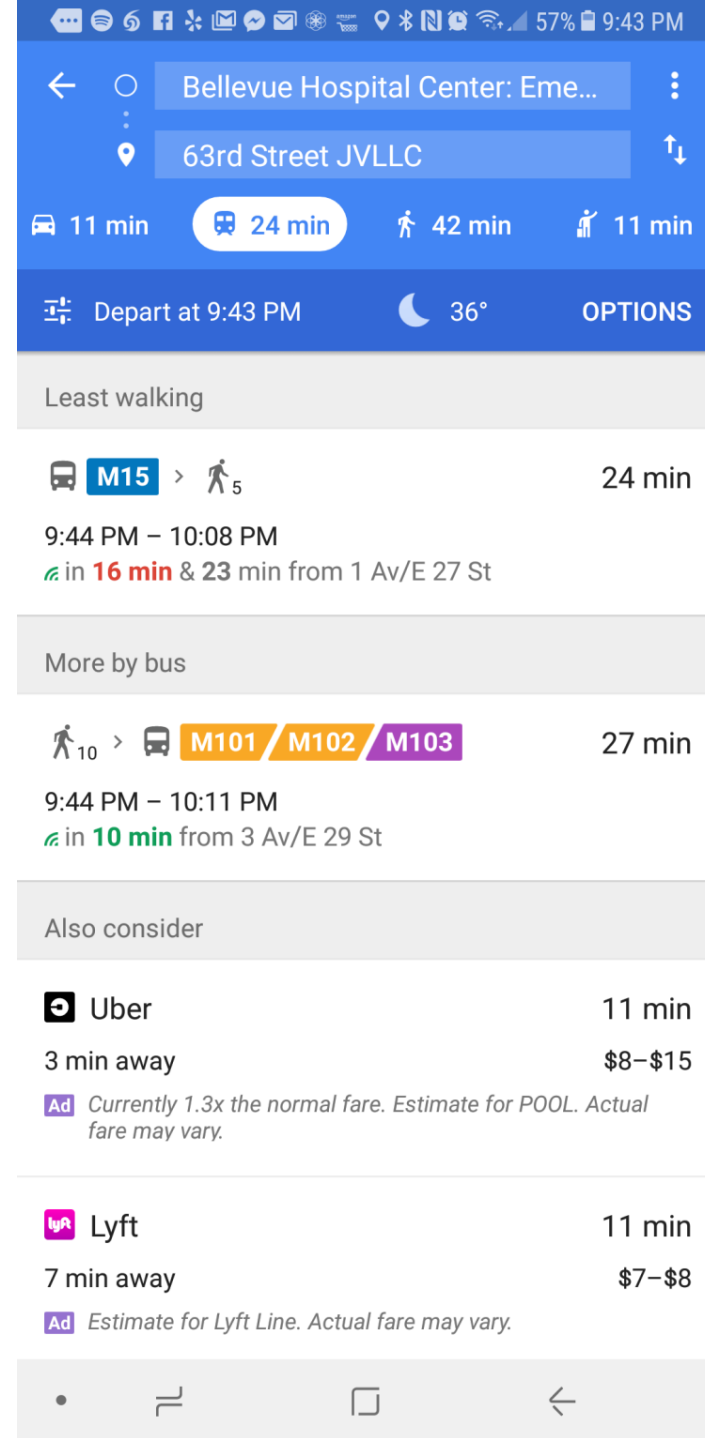 57% 9:43 PM
Bellevue Hospital Center: Eme...
63rd Street JVLLC
11 min 24 min 42 min 11 min
Depart at 9:43 PM 36° OPTIONS
Least walking
M15 > 5 24 min
9:44 PM – 10:08 PM
in 16 min & 23 min from 1 Av/E 27 St
More by bus
10 > M101 M102 M103 27 min
9:44 PM – 10:11 PM
in 10 min from 3 Av/E 29 St
Also consider
Uber 11 min
3 min away $8–$15
Ad Currently 1.3x the normal fare. Estimate for POOL. Actual
fare may vary.
lyft Lyft 11 min
7 min away $7–$8
Ad Estimate for Lyft Line. Actual fare may vary.